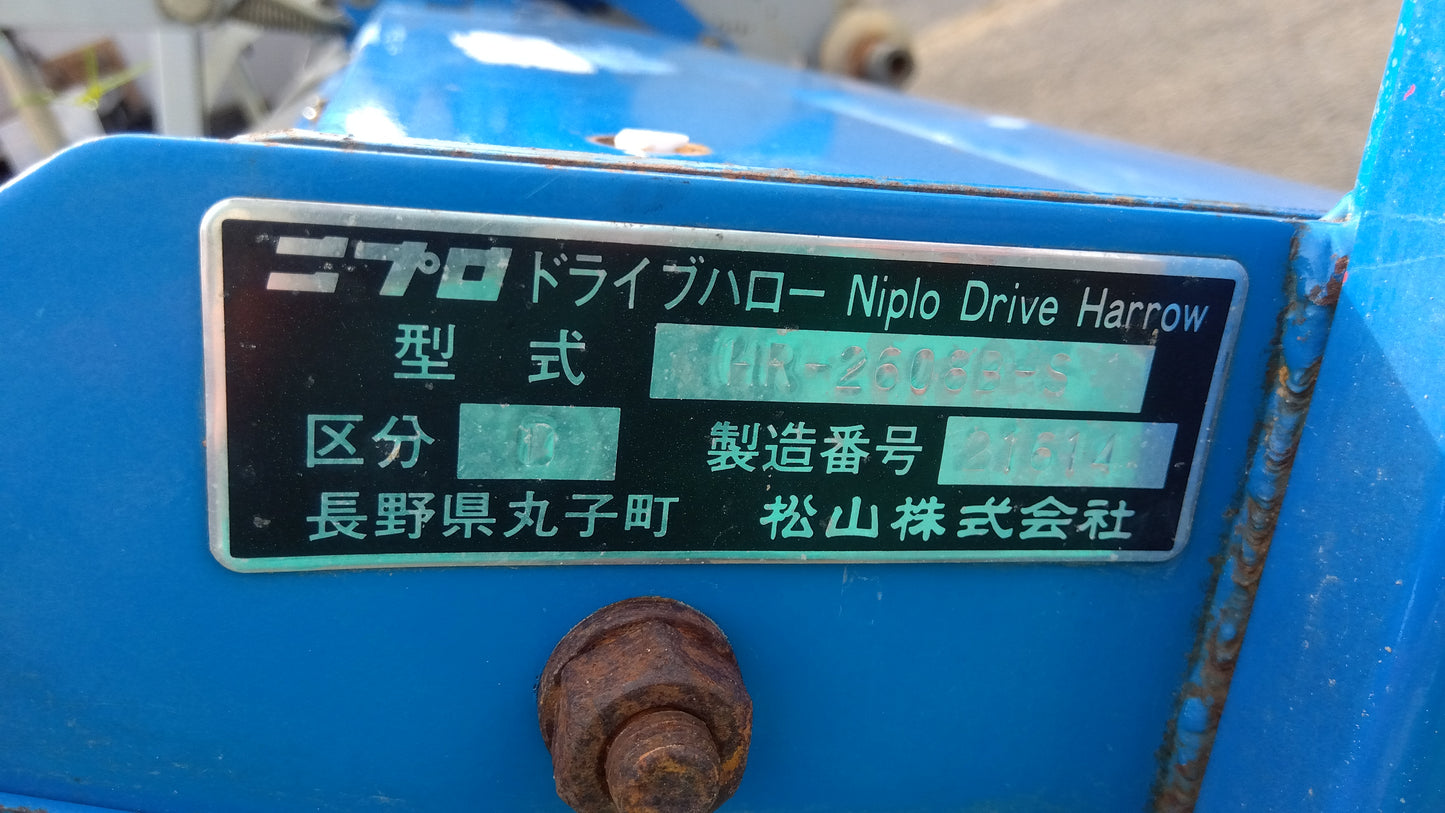 ニプロ ドライブハロー Niplo Drive Harrow
型式 HR-2608B-S
区分 D 製造番号 21614
長野県丸子町 松山株式会社